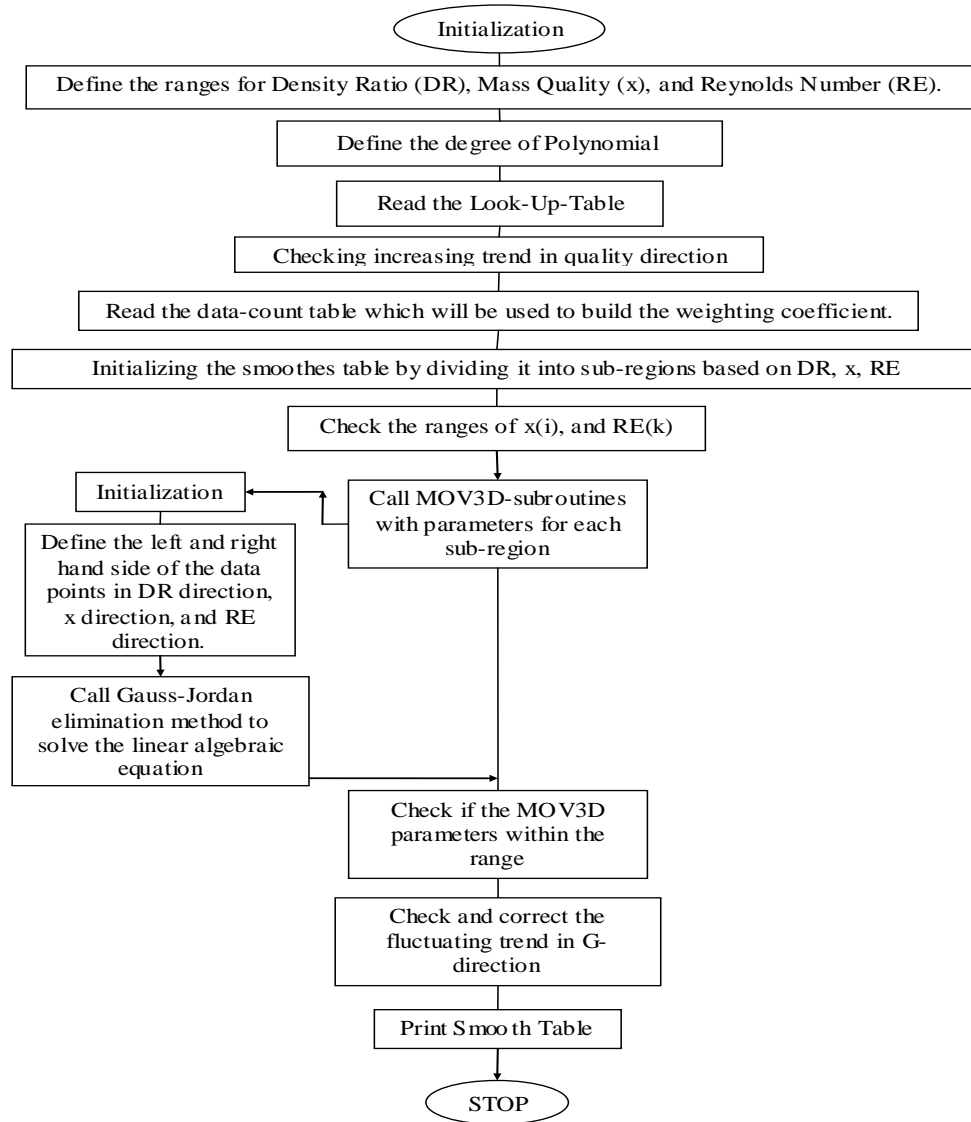 Initialization
Define the ranges for Density Ratio (DR), Mass Quality (x), and Reynolds Number (RE).
Define the degree of Polynomial
Read the Look-Up-Table
Checking increasing trend in quality direction
Read the data-count table which will be used to build the weighting coefficient.
Initializing the smoothes table by dividing it into sub-regions based on DR, x, RE
Check the ranges of x(i), and RE(k)
Call MOV3D-subroutines
with parameters for each
sub-region
Initialization
Define the left and right
hand side of the data
points in DR direction,
x direction, and RE
direction.
Call Gauss-Jordan
elimination method to
solve the linear algebraic
equation
Check if the MOV3D
parameters within the
range
Check and correct the
fluctuating trend in G-
direction
Print Smooth Table
STOP